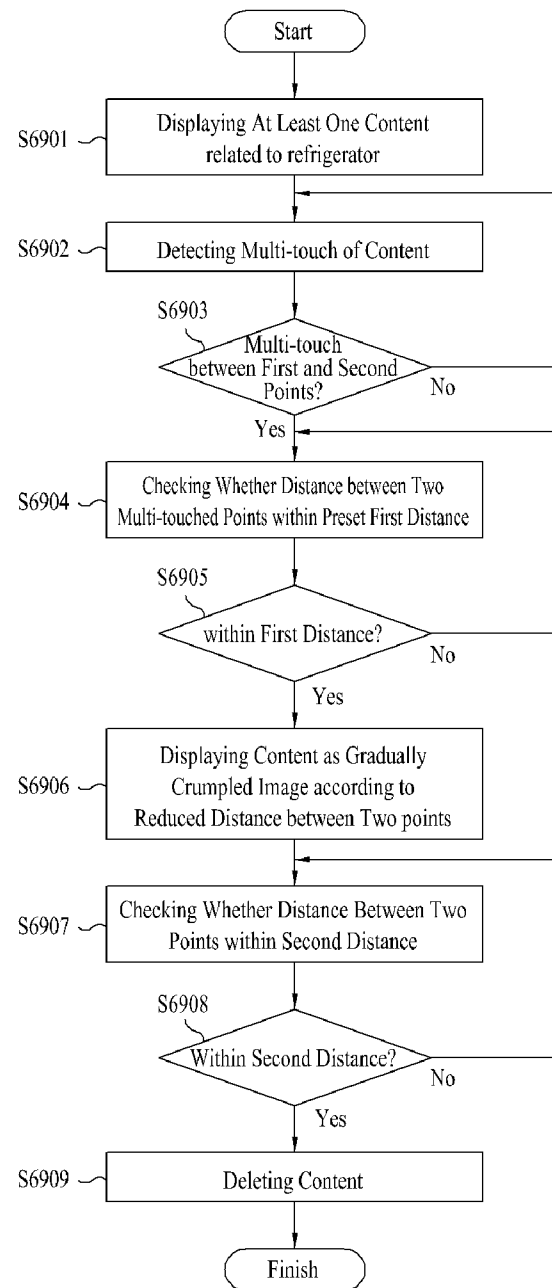 Start
S6901
Displaying At Least One Content
related to refrigerator
S6902
Detecting Multi-touch of Content
S6903
Multi-touch
between First and Second
Points?
No
Yes
S6904
Checking Whether Distance between Two
Multi-touched Points within Preset First Distance
S6905
within First Distance?
No
Yes
S6906
Displaying Content as Gradually
Crumpled Image according to
Reduced Distance between Two points
S6907
Checking Whether Distance Between Two
Points within Second Distance
S6908
Within Second Distance?
No
Yes
S6909
Deleting Content
Finish